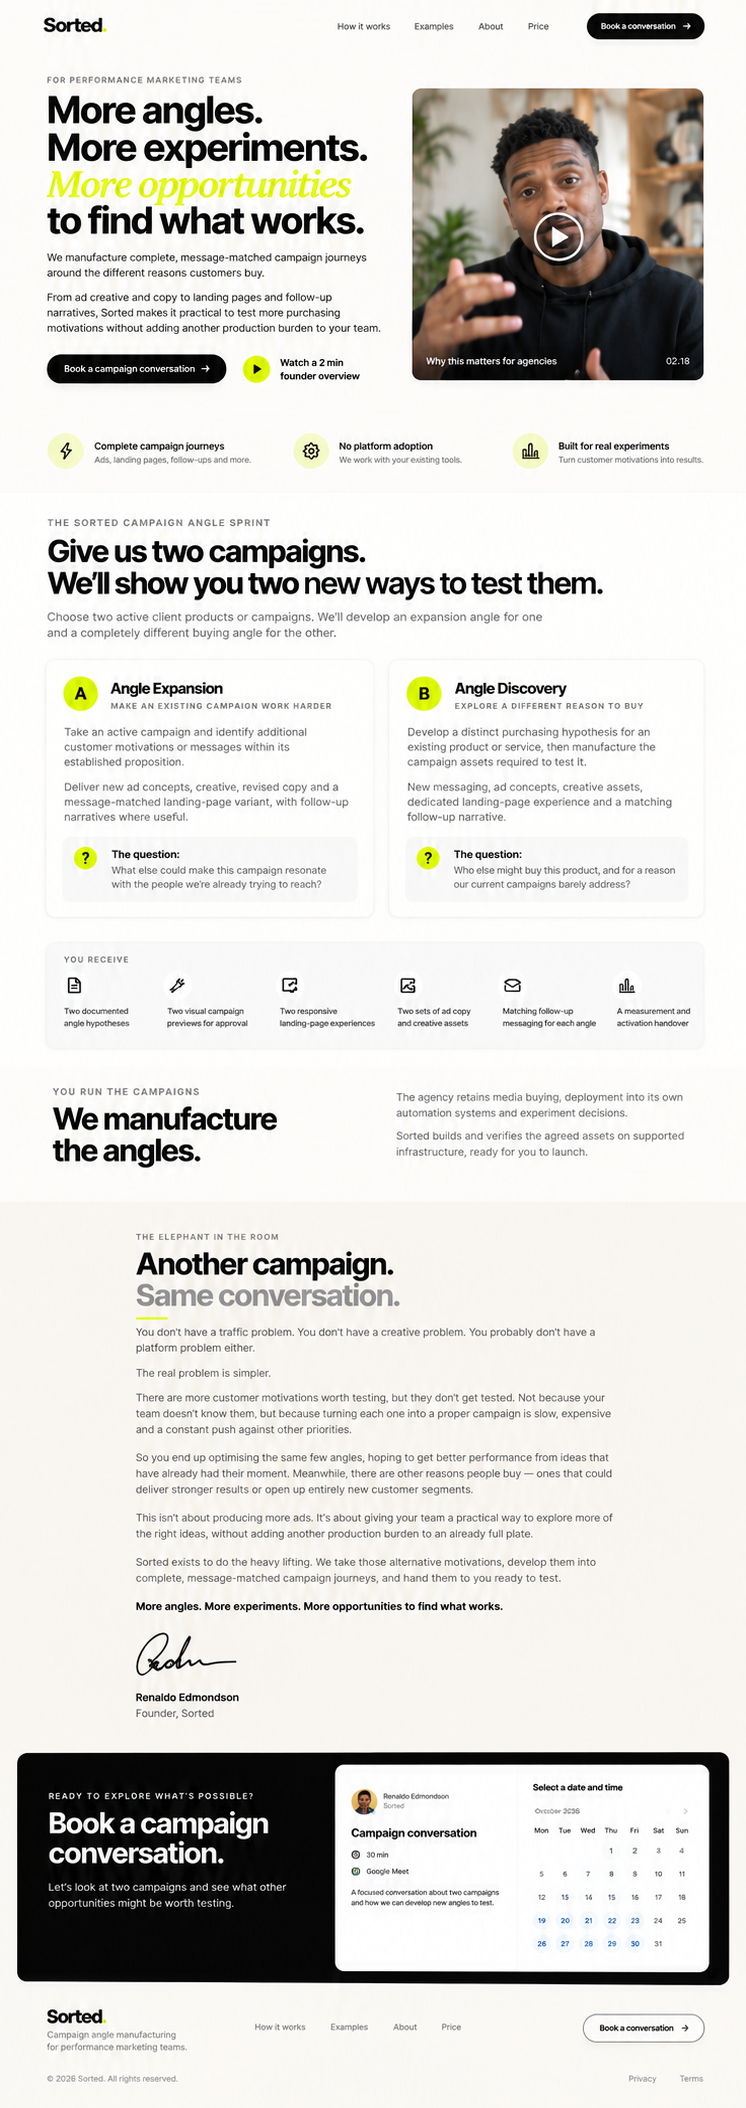 Sorted.
How it works
Examples
About
Price
Book a conversation →
FOR PERFORMANCE MARKETING TEAMS
More angles.
More experiments.
More opportunities
to find what works.
We manufacture complete, message-matched campaign journeys
around the different reasons customers buy.
From ad creative and copy to landing pages and follow-up
narratives, Sorted makes it practical to test more purchasing
motivations without adding another production burden to your team.
Book a campaign conversation →
Watch a 2 min
founder overview
Why this matters for agencies
02.18
Complete campaign journeys
Ads, landing pages, follow-ups and more.
No platform adoption
We work with your existing tools.
Built for real experiments
Turn customer motivations into results.
THE SORTED CAMPAIGN ANGLE SPRINT
Give us two campaigns.
We'll show you two new ways to test them.
Choose two active client products or campaigns. We'll develop an expansion angle for one
and a completely different buying angle for the other.
A
Angle Expansion
MAKE AN EXISTING CAMPAIGN WORK HARDER
Take an active campaign and identify additional
customer motivations or messages within its
established proposition.
Deliver new ad concepts, creative, revised copy and a
message-matched landing-page variant, with follow-up
narratives where useful.
?
The question:
What else could make this campaign resonate
with the people we're already trying to reach?
B
Angle Discovery
EXPLORE A DIFFERENT REASON TO BUY
Develop a distinct purchasing hypothesis for an
existing product or service, then manufacture the
campaign assets required to test it.
New messaging, ad concepts, creative assets,
dedicated landing-page experience and a matching
follow-up narrative.
?
The question:
Who else might buy this product, and for a reason
our current campaigns barely address?
YOU RECEIVE
Two documented
angle hypotheses
Two visual campaign
previews for approval
Two responsive
landing-page experiences
Two sets of ad copy
and creative assets
Matching follow-up
messaging for each angle
A measurement and
activation handover
YOU RUN THE CAMPAIGNS
We manufacture
the angles.
The agency retains media buying, deployment into its own
automation systems and experiment decisions.
Sorted builds and verifies the agreed assets on supported
infrastructure, ready for you to launch.
THE ELEPHANT IN THE ROOM
Another campaign.
Same conversation.
You don't have a traffic problem. You don't have a creative problem. You probably don't have a
platform problem either.
The real problem is simpler.
There are more customer motivations worth testing, but they don't get tested. Not because your
team doesn't know them, but because turning each one into a proper campaign is slow, expensive
and a constant push against other priorities.
So you end up optimising the same few angles, hoping to get better performance from ideas that
have already had their moment. Meanwhile, there are other reasons people buy — ones that could
deliver stronger results or open up entirely new customer segments.
This isn't about producing more ads. It's about giving your team a practical way to explore more of
the right ideas, without adding another production burden to an already full plate.
Sorted exists to do the heavy lifting. We take those alternative motivations, develop them into
complete, message-matched campaign journeys, and hand them to you ready to test.
More angles. More experiments. More opportunities to find what works.
Renaldo Edmondson
Founder, Sorted
READY TO EXPLORE WHAT'S POSSIBLE?
Book a campaign
conversation.
Let's look at two campaigns and see what other
opportunities might be worth testing.
Renaldo Edmondson
Sorted
Campaign conversation
30 min
Google Meet
A focused conversation about two campaigns
and how we can develop new angles to test.
Select a date and time
October
Mon Tue Wed Thu Fri Sat Sun
1 2 3 4
5 6 7 8 9 10 11
12 13 14 15 16 17 18
19 20 21 22 23 24 25
26 27 28 29 30 31
Sorted.
Campaign angle manufacturing
for performance marketing teams.
How it works
Examples
About
Price
Book a conversation →
© 2026 Sorted. All rights reserved.
Privacy
Terms